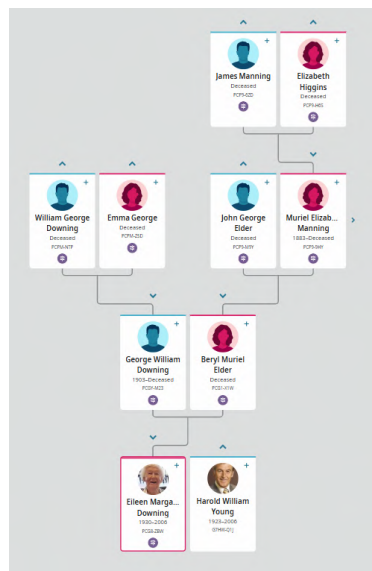 James Manning
Deceased
Elizabeth
Higgins
Deceased
William George
Downing
Deceased
Emma George
Deceased
John George
Elder
Deceased
Muriel Elizab...
Manning
1883–Deceased
George William
Downing
1903–Deceased
Beryl Muriel
Elder
Deceased
Eileen Marga...
Downing
1930–2006
Harold William
Young
1923–2006